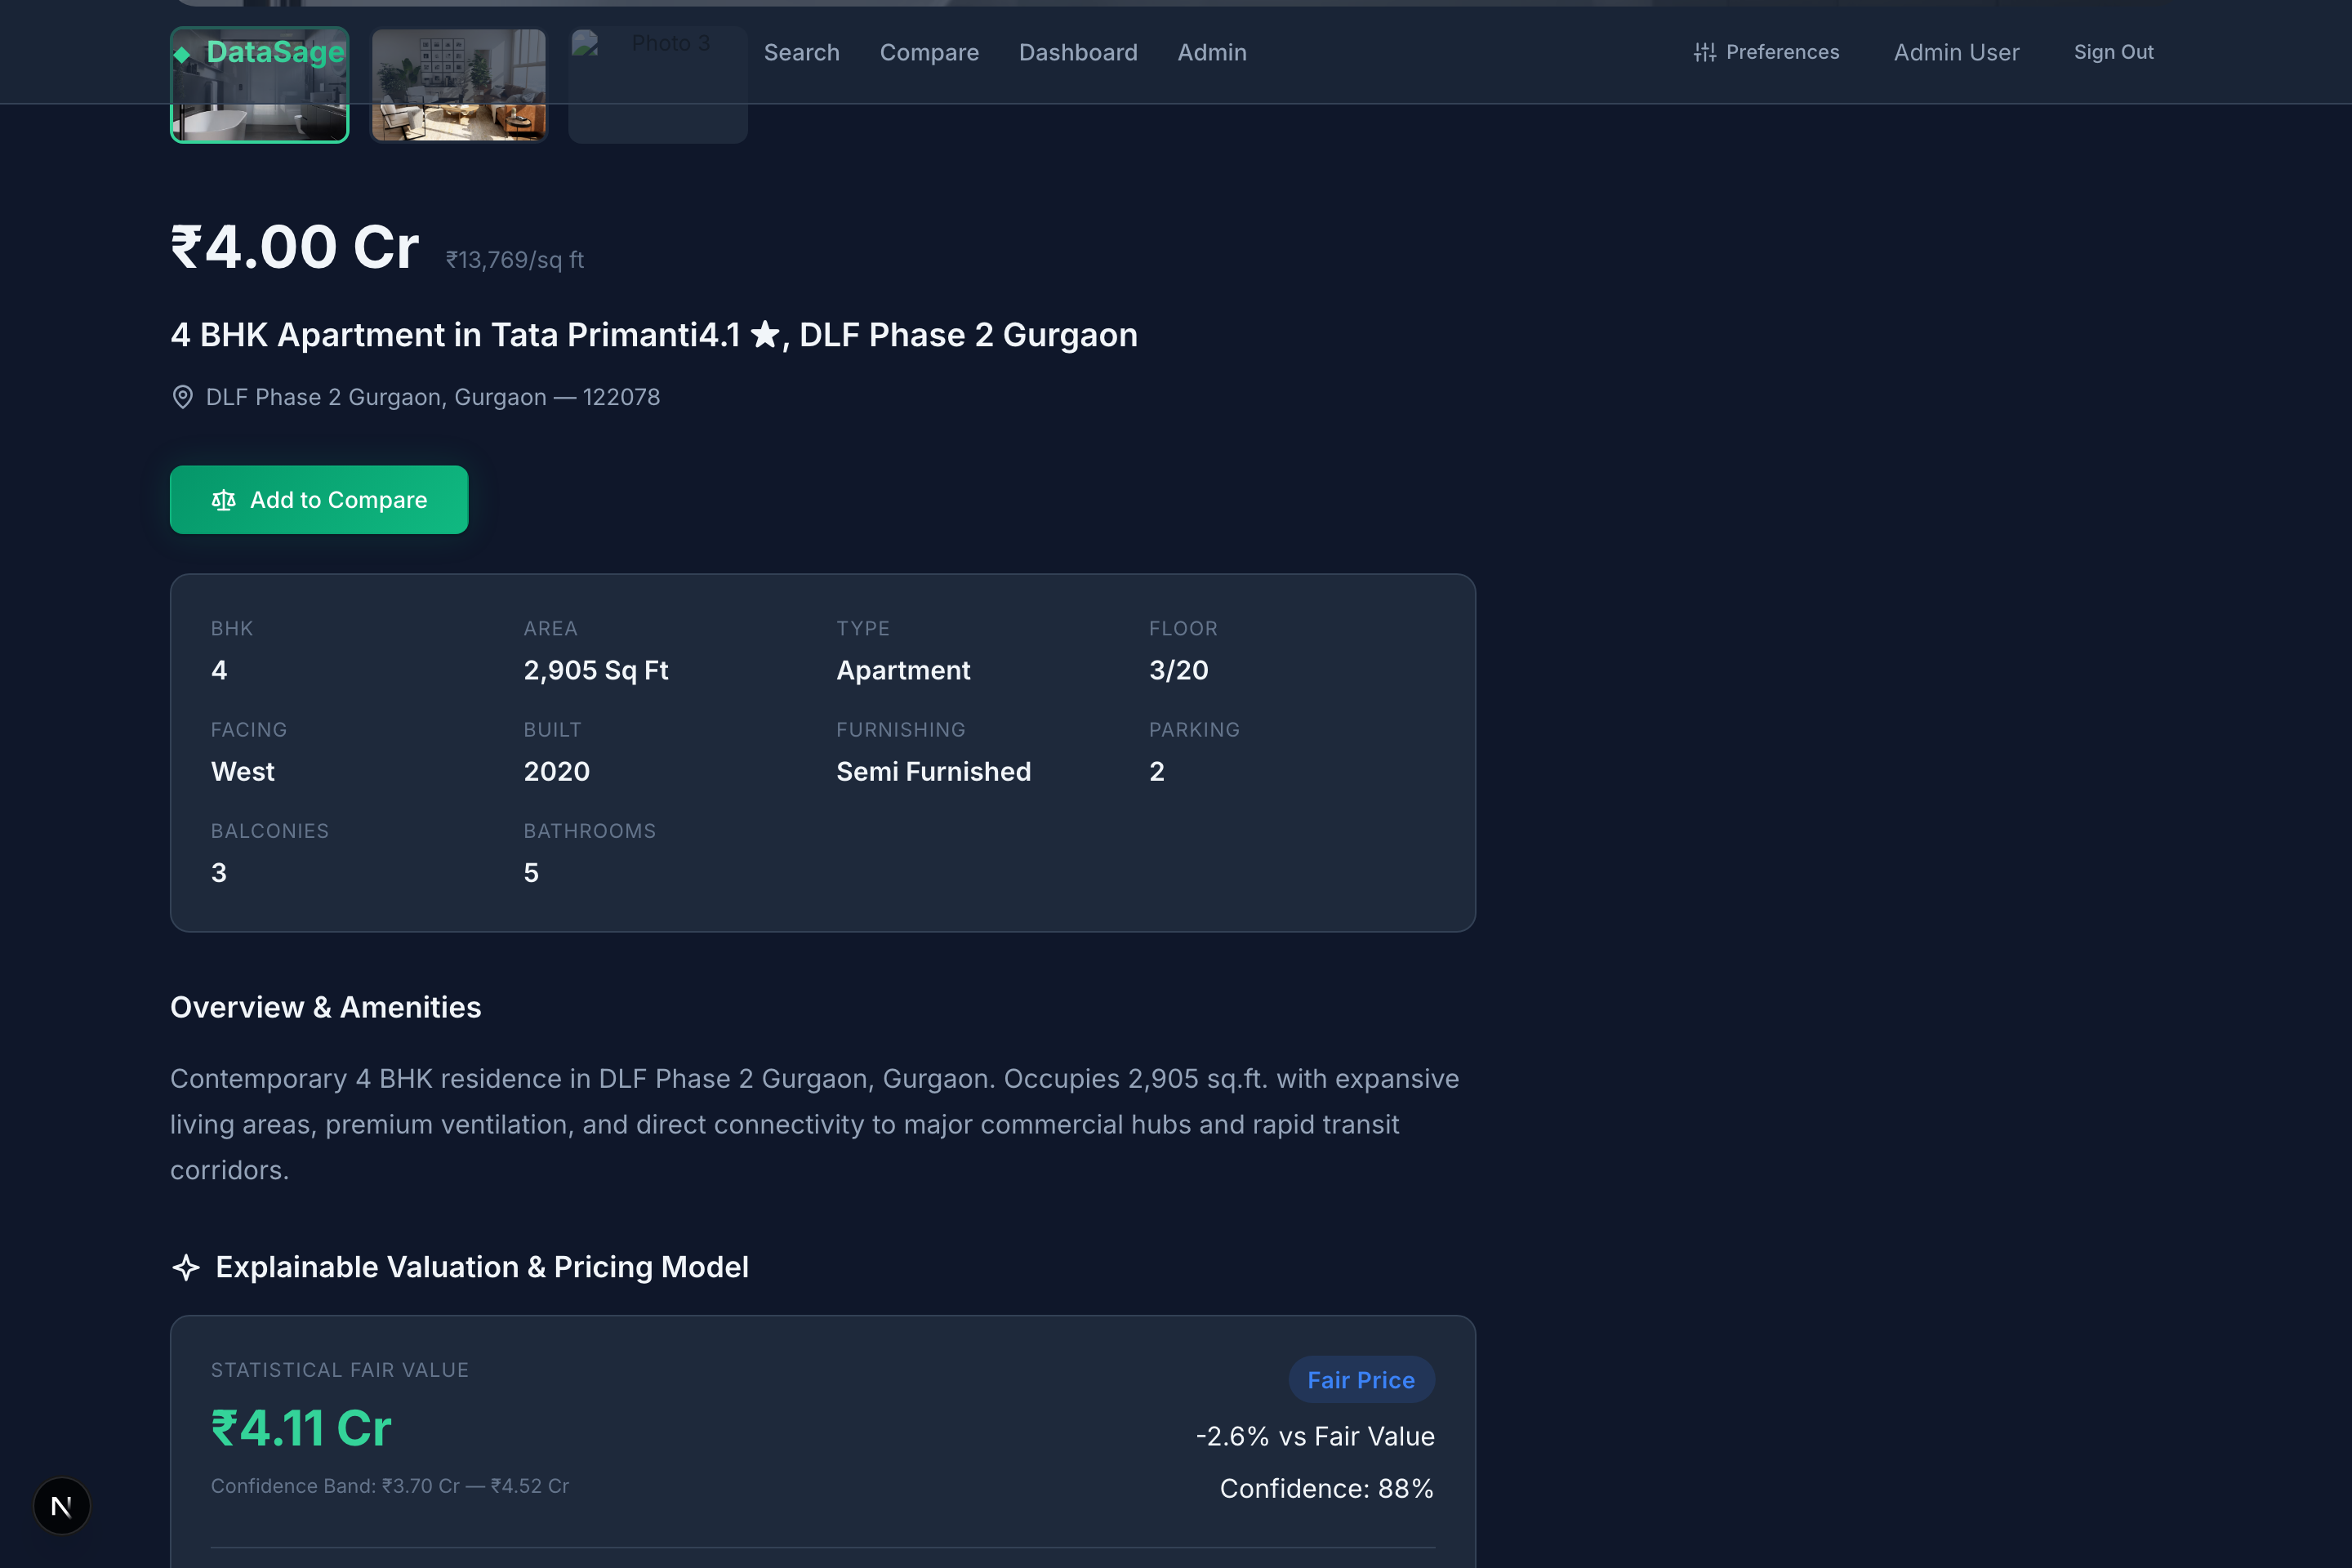 DataSage
Photo 3
Search
Compare
Dashboard
Admin
Preferences
Admin User
Sign Out
₹4.00 Cr
₹13,769/sq ft
4 BHK Apartment in Tata Primanti4.1 ★, DLF Phase 2 Gurgaon
DLF Phase 2 Gurgaon, Gurgaon — 122078
Add to Compare
BHK
4
AREA
2,905 Sq Ft
TYPE
Apartment
FLOOR
3/20
FACING
West
BUILT
2020
FURNISHING
Semi Furnished
PARKING
2
BALCONIES
3
BATHROOMS
5
Overview & Amenities
Contemporary 4 BHK residence in DLF Phase 2 Gurgaon, Gurgaon. Occupies 2,905 sq.ft. with expansive
living areas, premium ventilation, and direct connectivity to major commercial hubs and rapid transit
corridors.
Explainable Valuation & Pricing Model
STATISTICAL FAIR VALUE
₹4.11 Cr
Confidence Band: ₹3.70 Cr — ₹4.52 Cr
Fair Price
-2.6% vs Fair Value
Confidence: 88%
N